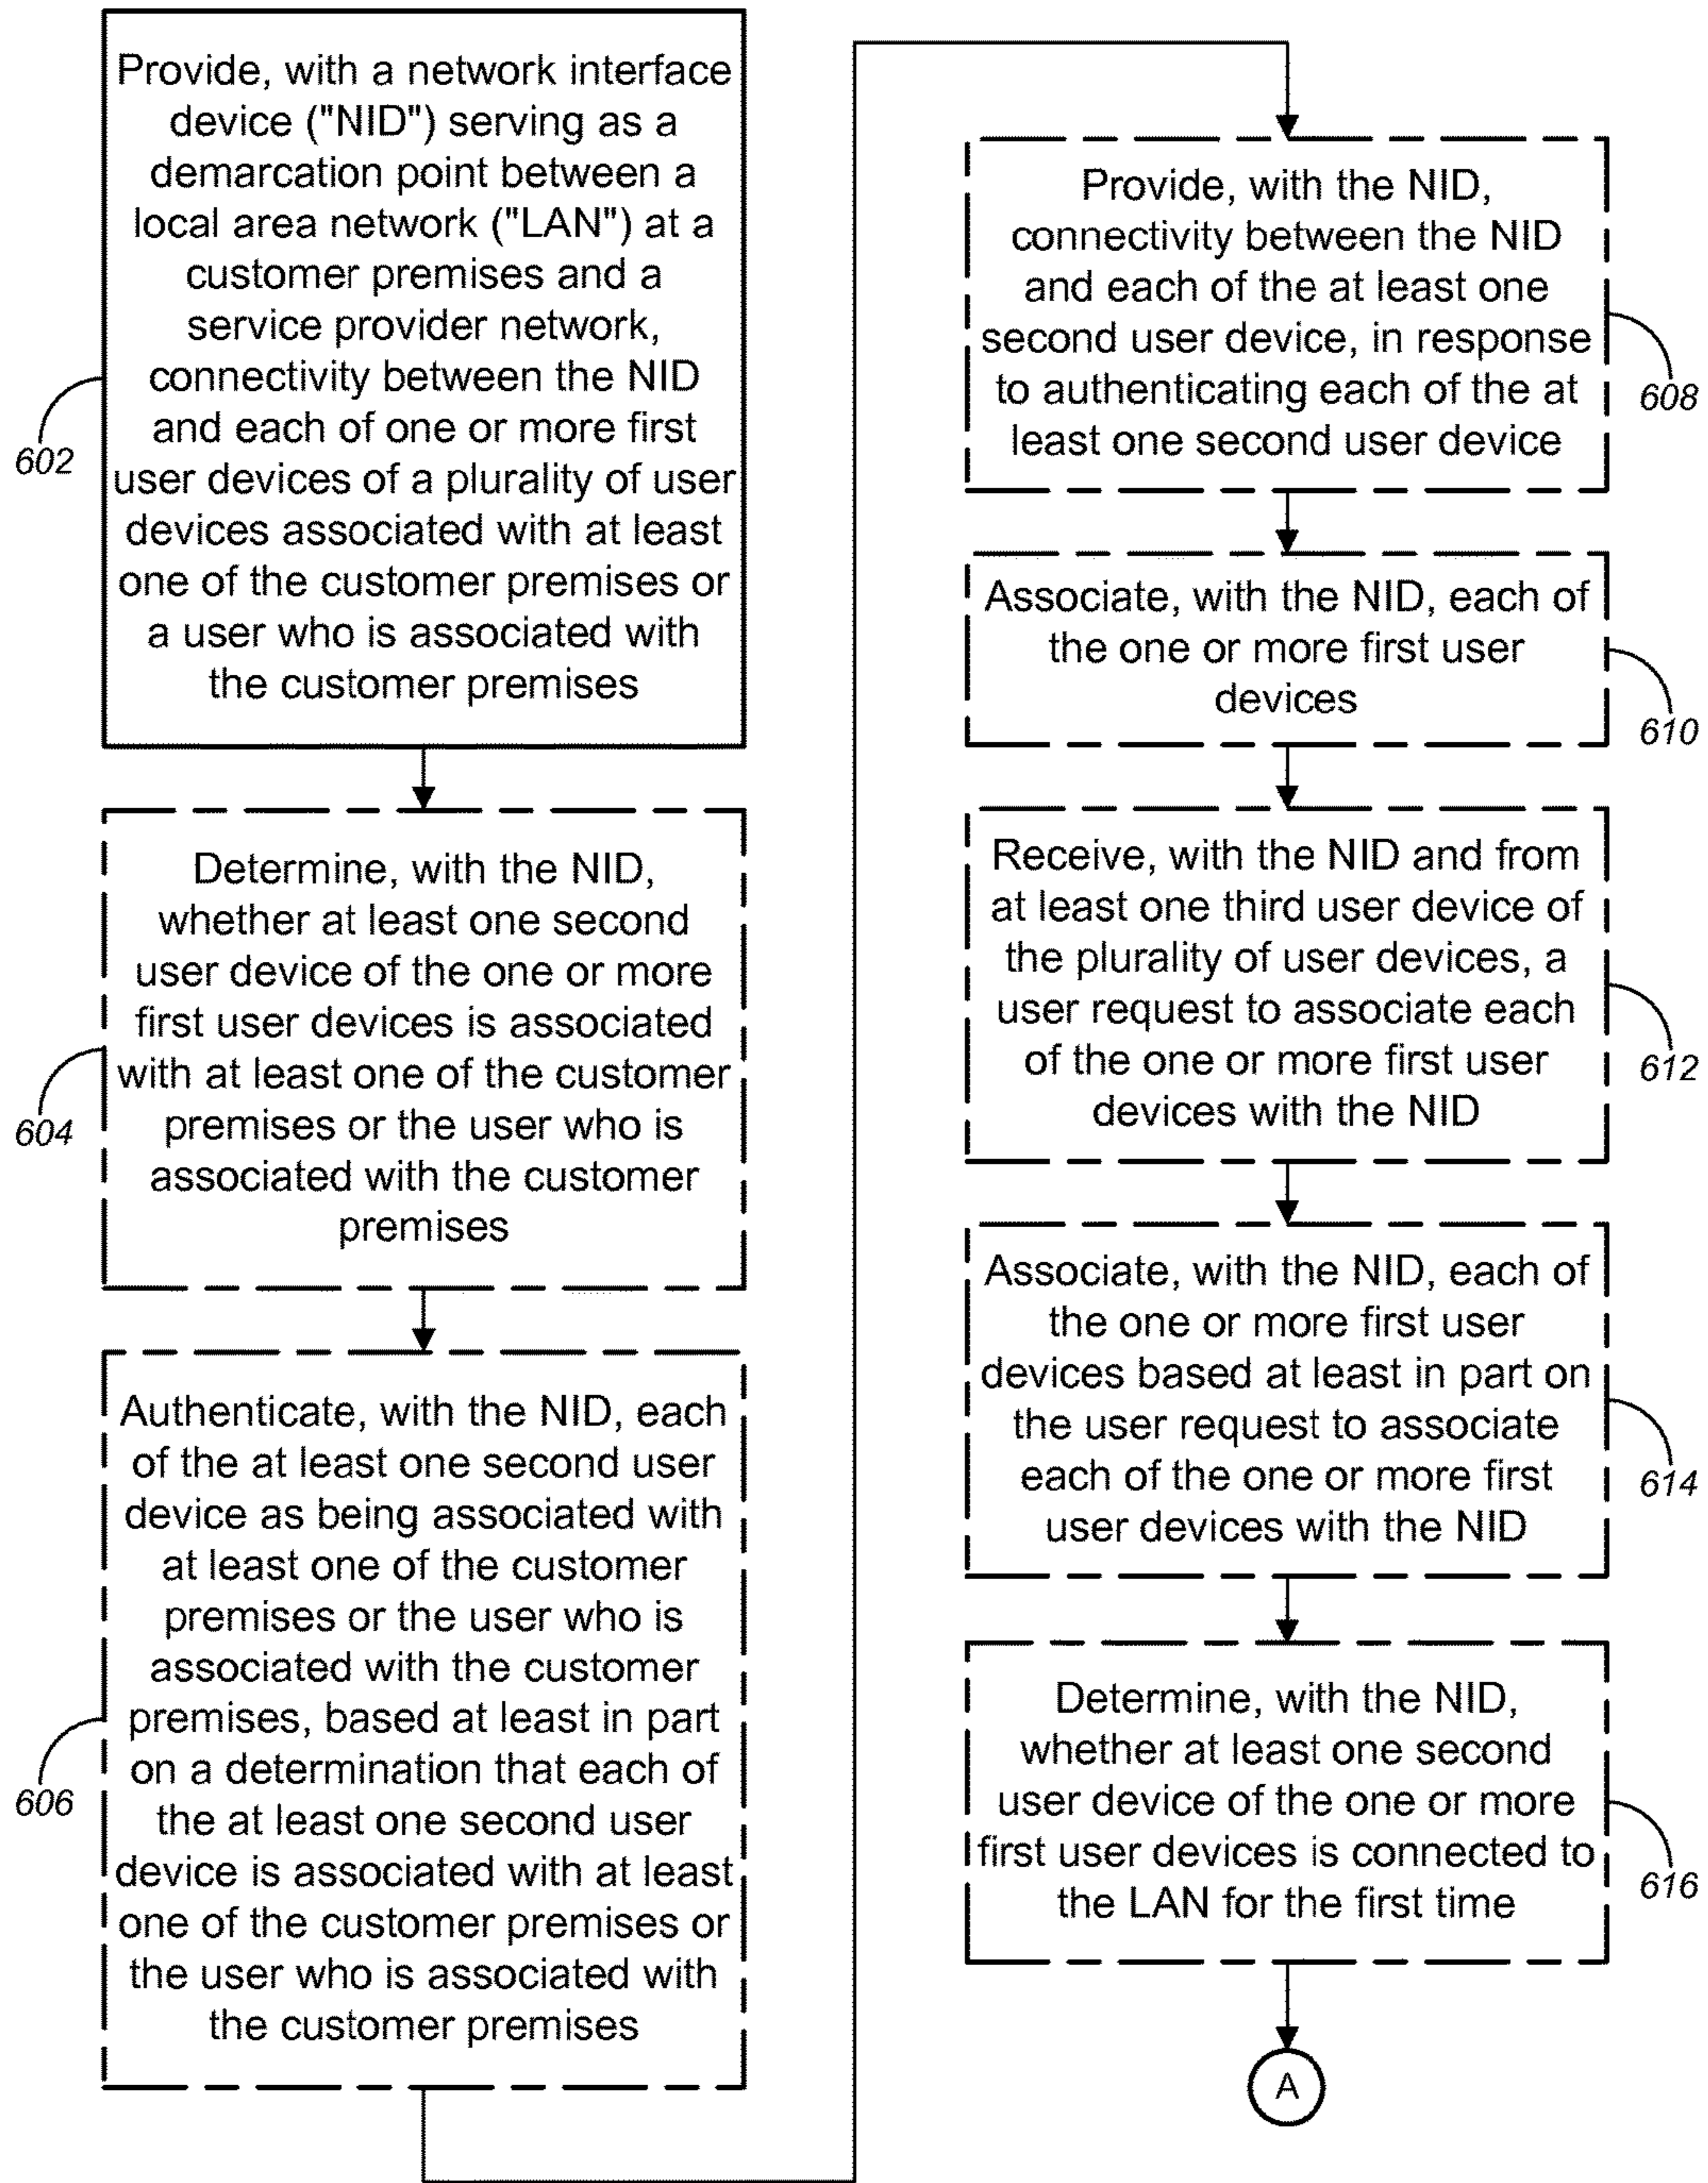 Provide, with a network interface
device ("NID") serving as a
demarcation point between a
local area network ("LAN") at a
customer premises and a
service provider network,
connectivity between the NID
and each of one or more first
user devices of a plurality of user
devices associated with at least
one of the customer premises or
a user who is associated with
the customer premises
602
Determine, with the NID,
whether at least one second
user device of the one or more
first user devices is associated
with at least one of the customer
premises or the user who is
associated with the customer
premises
604
Authenticate, with the NID, each
of the at least one second user
device as being associated with
at least one of the customer
premises or the user who is
associated with the customer
premises, based at least in part
on a determination that each of
the at least one second user
device is associated with at least
one of the customer premises or
the user who is associated with
the customer premises
606
Provide, with the NID,
connectivity between the NID
and each of the at least one
second user device, in response
to authenticating each of the at
least one second user device
608
Associate, with the NID, each of
the one or more first user
devices
610
Receive, with the NID and from
at least one third user device of
the plurality of user devices, a
user request to associate each
of the one or more first user
devices with the NID
612
Associate, with the NID, each of
the one or more first user
devices based at least in part on
the user request to associate
each of the one or more first
user devices with the NID
614
Determine, with the NID,
whether at least one second
user device of the one or more
first user devices is connected to
the LAN for the first time
616
A